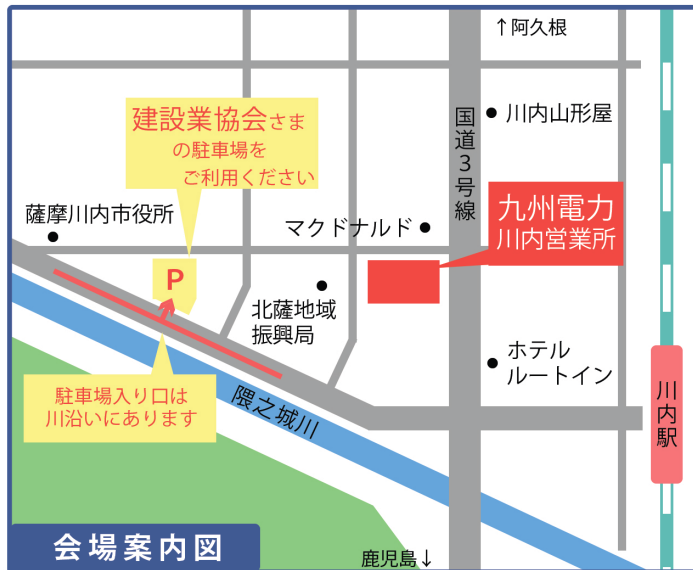 ↑阿久根
建設業協会さま
の駐車場を
ご利用ください
国道3号線
川内山形屋
薩摩川内市役所
マクドナルド
九州電力
川内営業所
P
北薩地域
振興局
ホテル
ルートイン
駐車場入り口は
川沿いにあります
隈之城川
川内駅
会場案内図
鹿児島↓